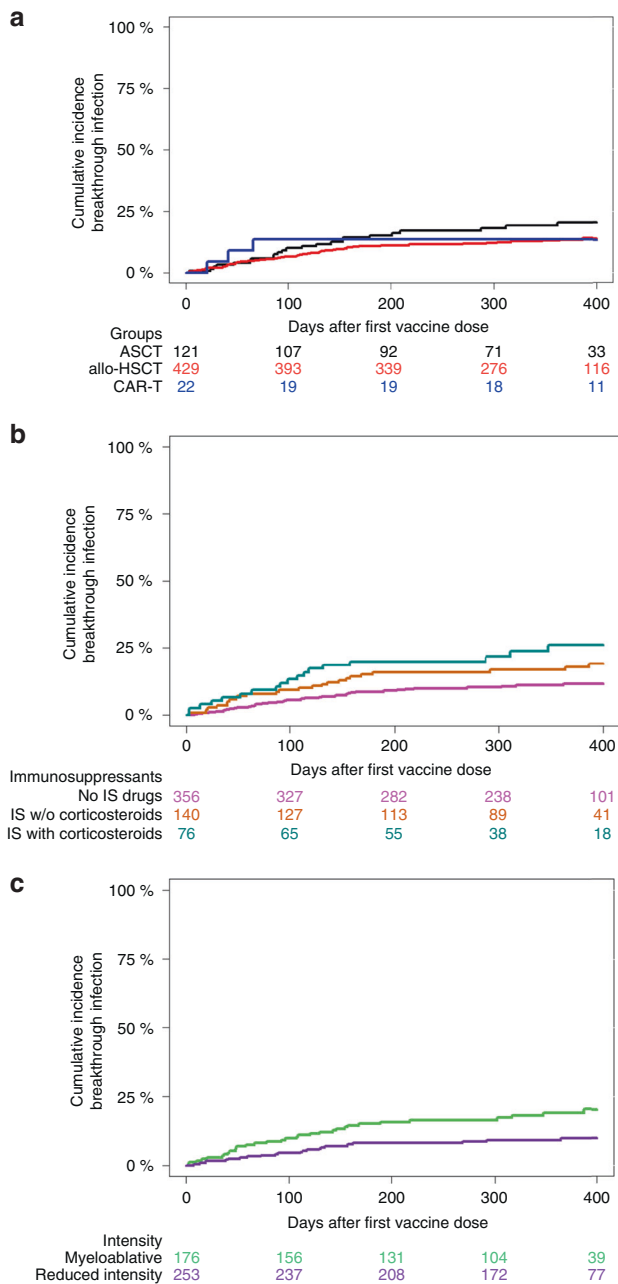 a
Cumulative incidence
breakthrough infection
100 %
75 %
50 %
25 %
0 %
0 100 200 300 400
Days after first vaccine dose
Groups
ASCT 121 107 92 71 33
allo-HSCT 429 393 339 276 116
CAR-T 22 19 19 18 11
b
Cumulative incidence
breakthrough infection
100 %
75 %
50 %
25 %
0 %
0 100 200 300 400
Days after first vaccine dose
Immunosuppressants
No IS drugs 356 327 282 238 101
IS w/o corticosteroids 140 127 113 89 41
IS with corticosteroids 76 65 55 38 18
c
Cumulative incidence
breakthrough infection
100 %
75 %
50 %
25 %
0 %
0 100 200 300 400
Days after first vaccine dose
Intensity
Myeloablative 176 156 131 104 39
Reduced intensity 253 237 208 172 77